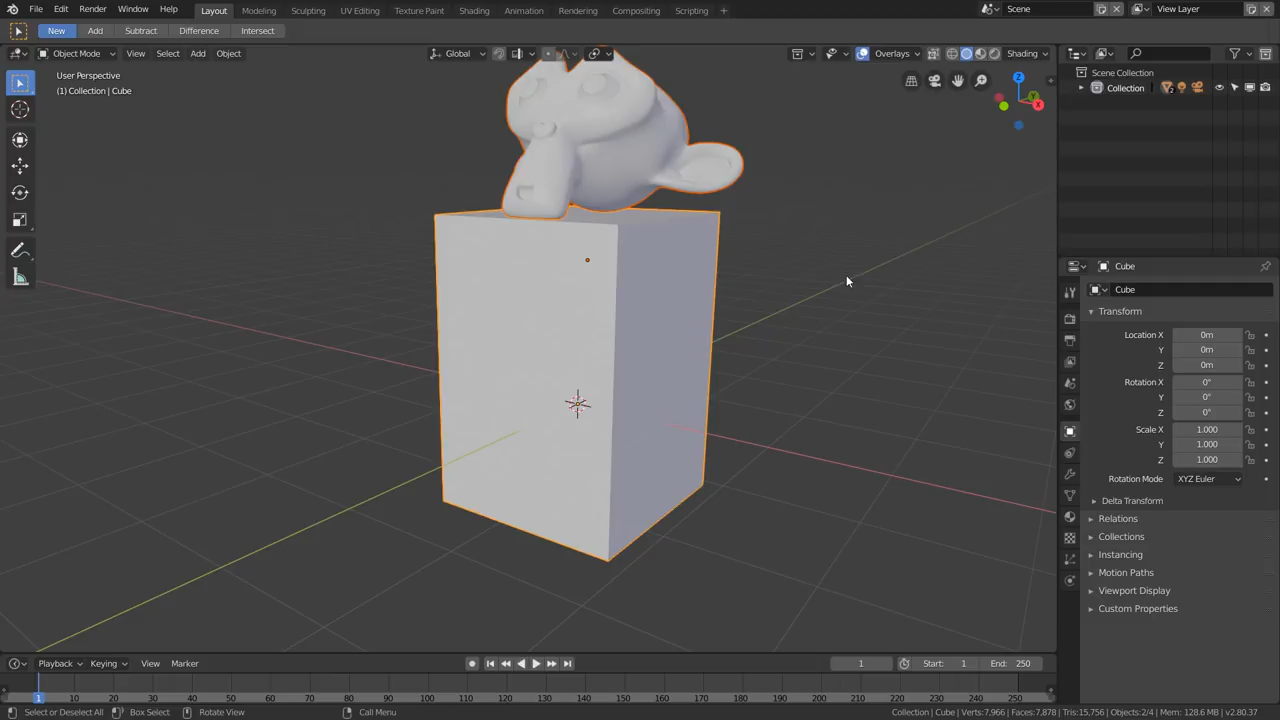 File Edit Render Window Help Layout Modeling Sculpting UV Editing Texture Paint Shading Animation Rendering Compositing Scripting + Scene View Layer
New Add Subtract Difference Intersect
Object Mode View Select Add Object Global Overlays Shading
User Perspective
(1) Collection | Cube
Z
Y
X
Scene Collection
Collection 2
Cube
Cube
Transform
Location X 0m
Y 0m
Z 0m
Rotation X 0°
Y 0°
Z 0°
Scale X 1.000
Y 1.000
Z 1.000
Rotation Mode XYZ Euler
Delta Transform
Relations
Collections
Instancing
Motion Paths
Viewport Display
Custom Properties
Playback Keying View Marker 1 Start: 1 End: 250
1 10 20 30 40 50 60 70 80 90 100 110 120 130 140 150 160 170 180 190 200 210 220 230 240 250
Select or Deselect All Box Select Rotate View Call Menu Collection | Cube | Verts:7,966 | Faces:7,878 | Tris:15,756 | Objects:2/4 | Mem: 128.6 MB | v2.80.37